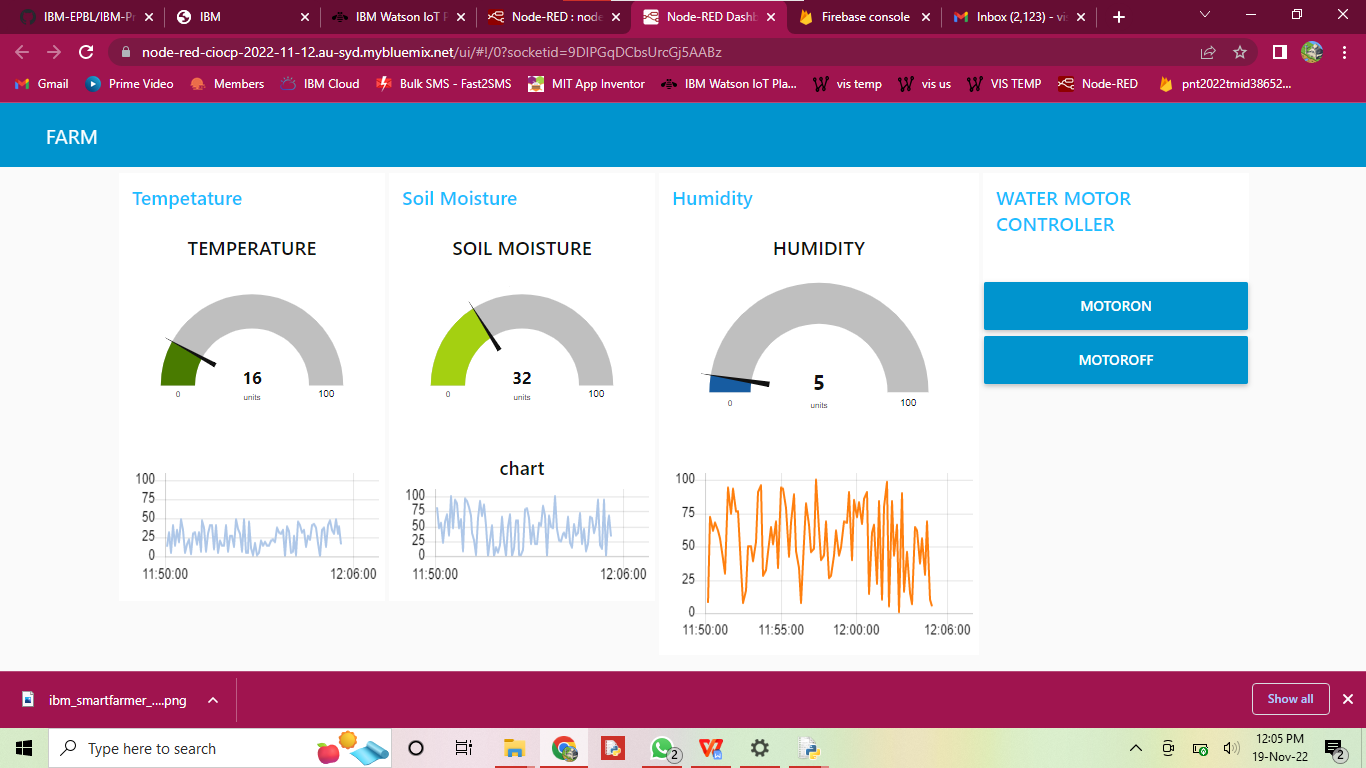 IBM-EPBL/IBM-Pr
IBM
IBM Watson IoT P
Node-RED : node
Node-RED Dashb
Firebase console
Inbox (2,123) - vis
node-red-ciocp-2022-11-12.au-syd.mybluemix.net/ui/#!/0?socketid=9DIPGqDCbsUrcGj5AABz
Gmail
Prime Video
Members
IBM Cloud
Bulk SMS - Fast2SMS
MIT App Inventor
IBM Watson IoT Pla...
vis temp
vis us
VIS TEMP
Node-RED
pnt2022tmid38652...
FARM
Tempetature
TEMPERATURE
16
units
0
100
100
75
50
25
0
11:50:00
12:06:00
Soil Moisture
SOIL MOISTURE
32
units
0
100
chart
100
75
50
25
0
11:50:00
12:06:00
Humidity
HUMIDITY
5
units
0
100
100
75
50
25
0
11:50:00
11:55:00
12:00:00
12:06:00
WATER MOTOR
CONTROLLER
MOTORON
MOTOROFF
ibm_smartfarmer_....png
Show all
Type here to search
2
12:05 PM
19-Nov-22
2